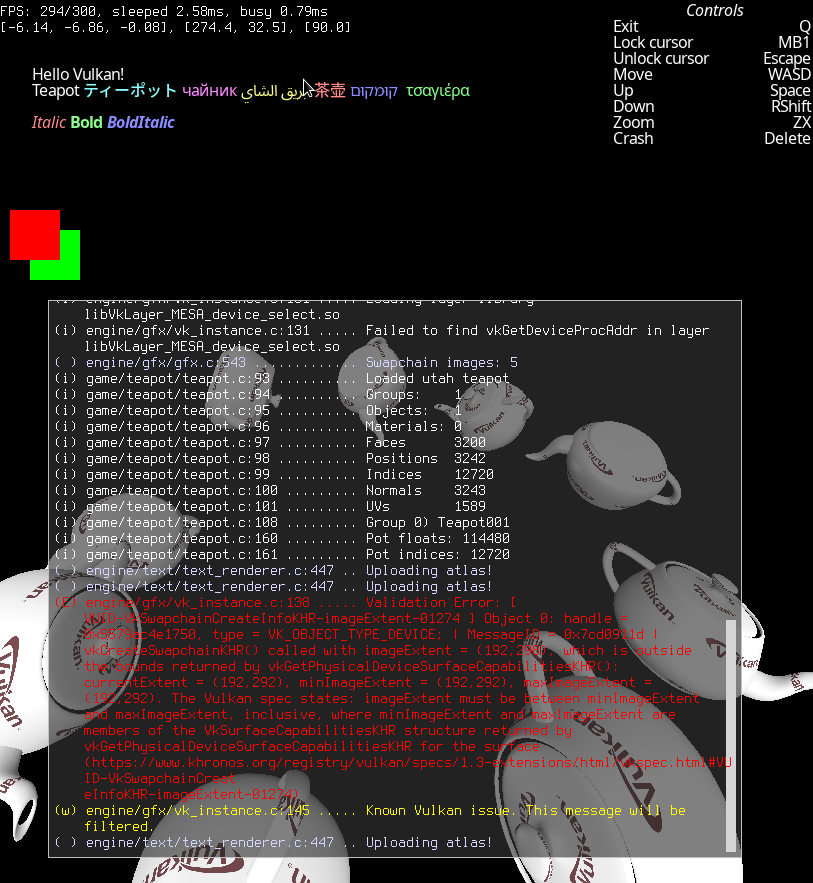 FPS: 294/300, sleeped 2.58ms, busy 0.79ms
[-6.14, -6.86, -0.08], [274.4, 32.5], [90.0]
Controls
Exit Q
Lock cursor MB1
Unlock cursor Escape
Move WASD
Up Space
Down RShift
Zoom ZX
Crash Delete
Hello Vulkan!
Teapot ティーポット чайник إبريق الشاي 茶壶 קומקום τσαγιέρα
Italic Bold BoldItalic
libVkLayer_MESA_device_select.so
(i) engine/gfx/vk_instance.c:131 ..... Failed to find vkGetDeviceProcAddr in layer
libVkLayer_MESA_device_select.so
( ) engine/gfx/gfx.c:543 ............. Swapchain images: 5
(i) game/teapot/teapot.c:93 .......... Loaded utah teapot
(i) game/teapot/teapot.c:94 .......... Groups: 1
(i) game/teapot/teapot.c:95 .......... Objects: 1
(i) game/teapot/teapot.c:96 .......... Materials: 0
(i) game/teapot/teapot.c:97 .......... Faces 3200
(i) game/teapot/teapot.c:98 .......... Positions 3242
(i) game/teapot/teapot.c:99 .......... Indices 12720
(i) game/teapot/teapot.c:100 ......... Normals 3243
(i) game/teapot/teapot.c:101 ......... UVs 1589
(i) game/teapot/teapot.c:108 ......... Group 0) Teapot001
(i) game/teapot/teapot.c:160 ......... Pot floats: 114480
(i) game/teapot/teapot.c:161 ......... Pot indices: 12720
( ) engine/text/text_renderer.c:447 .. Uploading atlas!
( ) engine/text/text_renderer.c:447 .. Uploading atlas!
(E) engine/gfx/vk_instance.c:138 ..... Validation Error: [
VUID-VkSwapchainCreateInfoKHR-imageExtent-01274 ] Object 0: handle =
type = VK_OBJECT_TYPE_DEVICE; | MessageID = 0x7cd0911d |
vkCreateSwapchainKHR() called with imageExtent = (192,293), which is outside
the bounds returned by vkGetPhysicalDeviceSurfaceCapabilitiesKHR():
currentExtent = (192,292), minImageExtent = (192,292), maxImageExtent =
(192,292). The Vulkan spec states: imageExtent must be between minImageExtent
and maxImageExtent, inclusive, where minImageExtent and maxImageExtent are
members of the VkSurfaceCapabilitiesKHR structure returned by
vkGetPhysicalDeviceSurfaceCapabilitiesKHR for the surface
(https://www.khronos.org/registry/vulkan/specs/1.3-extensions/html/vkspec.html#VU
ID-VkSwapchainCreat
eInfoKHR-imageExtent-01274)
(w) engine/gfx/vk_instance.c:145 ..... Known Vulkan issue. This message will be
filtered.
( ) engine/text/text_renderer.c:447 .. Uploading atlas!
Vulkan
Vulkan
Vulkan
Vulkan
Vulkan